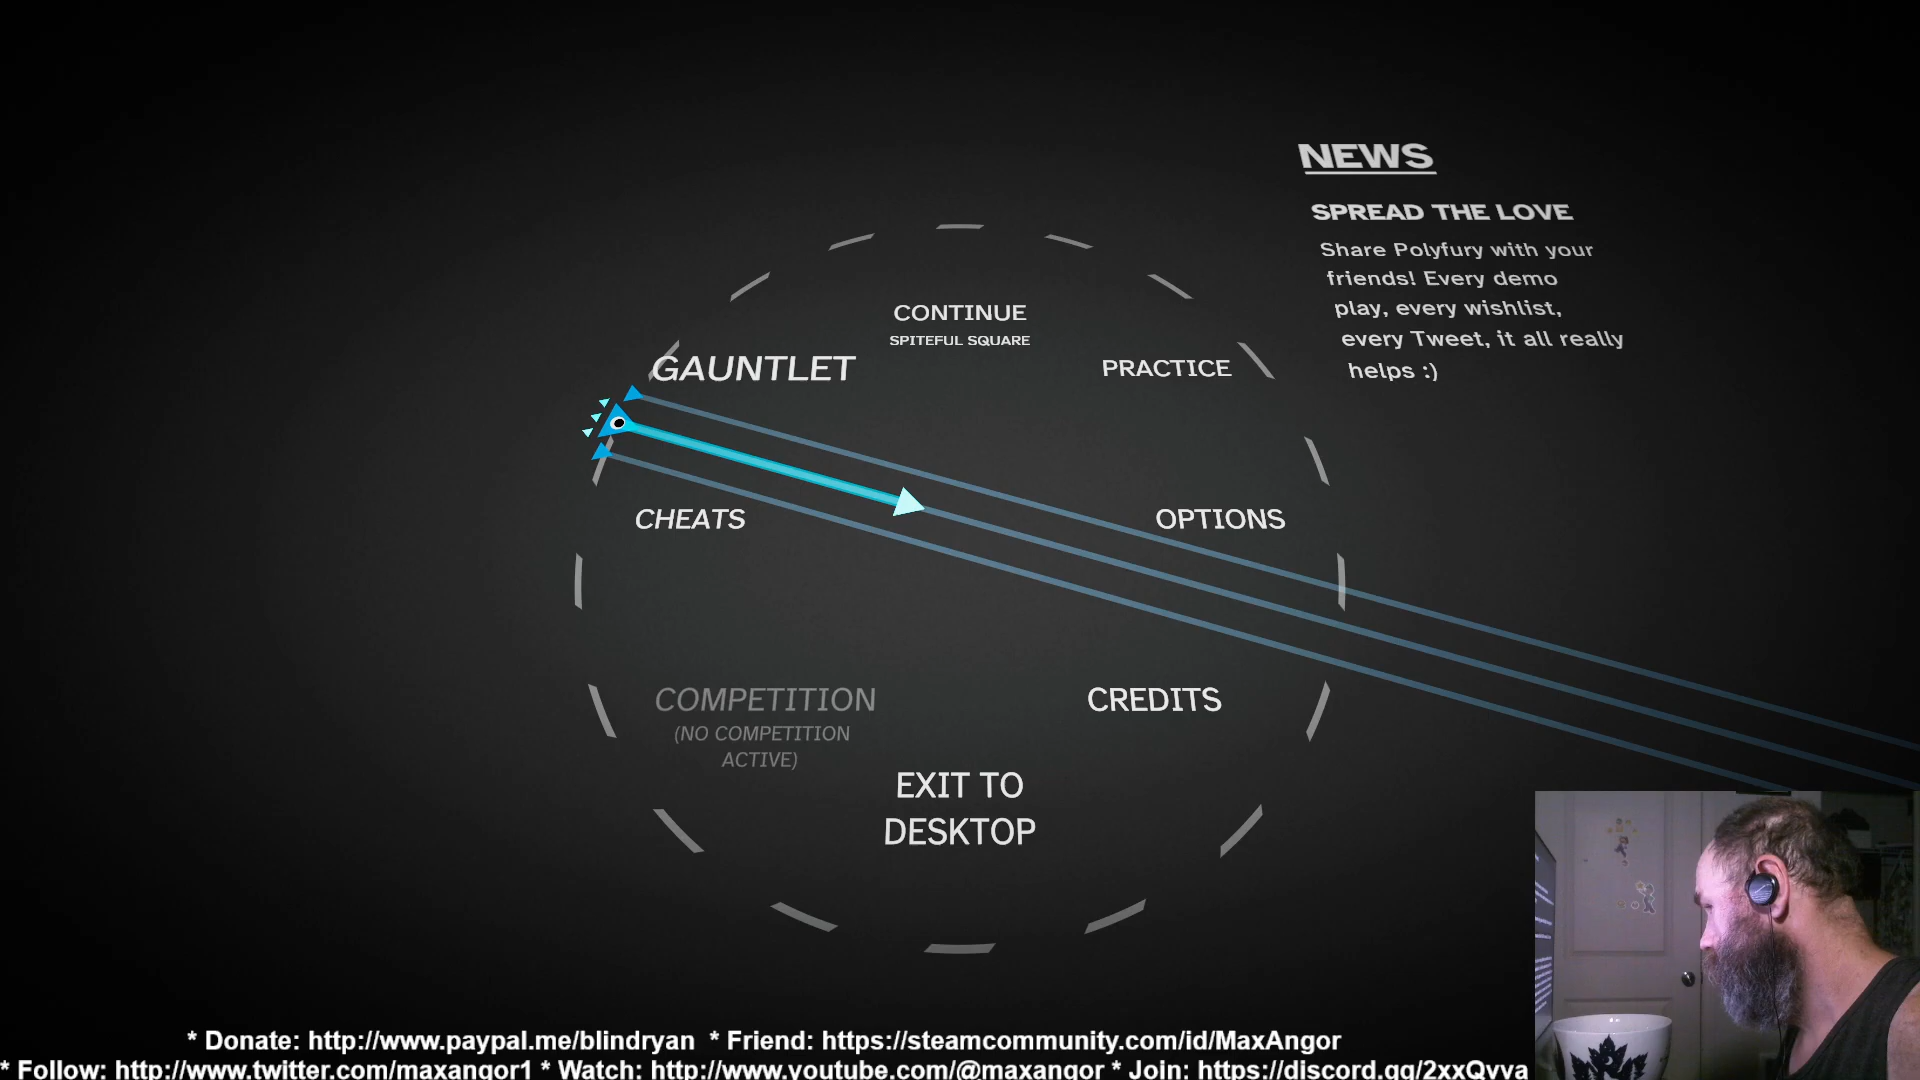 NEWS
SPREAD THE LOVE
Share Polyfury with your
friends! Every demo
play, every wishlist,
every Tweet, it all really
helps :)
CONTINUE
SPITEFUL SQUARE
GAUNTLET
PRACTICE
CHEATS
OPTIONS
COMPETITION
(NO COMPETITION
ACTIVE)
CREDITS
EXIT TO
DESKTOP
* Donate: http://www.paypal.me/blindryan * Friend: https://steamcommunity.com/id/MaxAngor
* Follow: http://www.twitter.com/maxangor1 * Watch: http://www.youtube.com/@maxangor * Join: https://discord.gg/2xxQvva